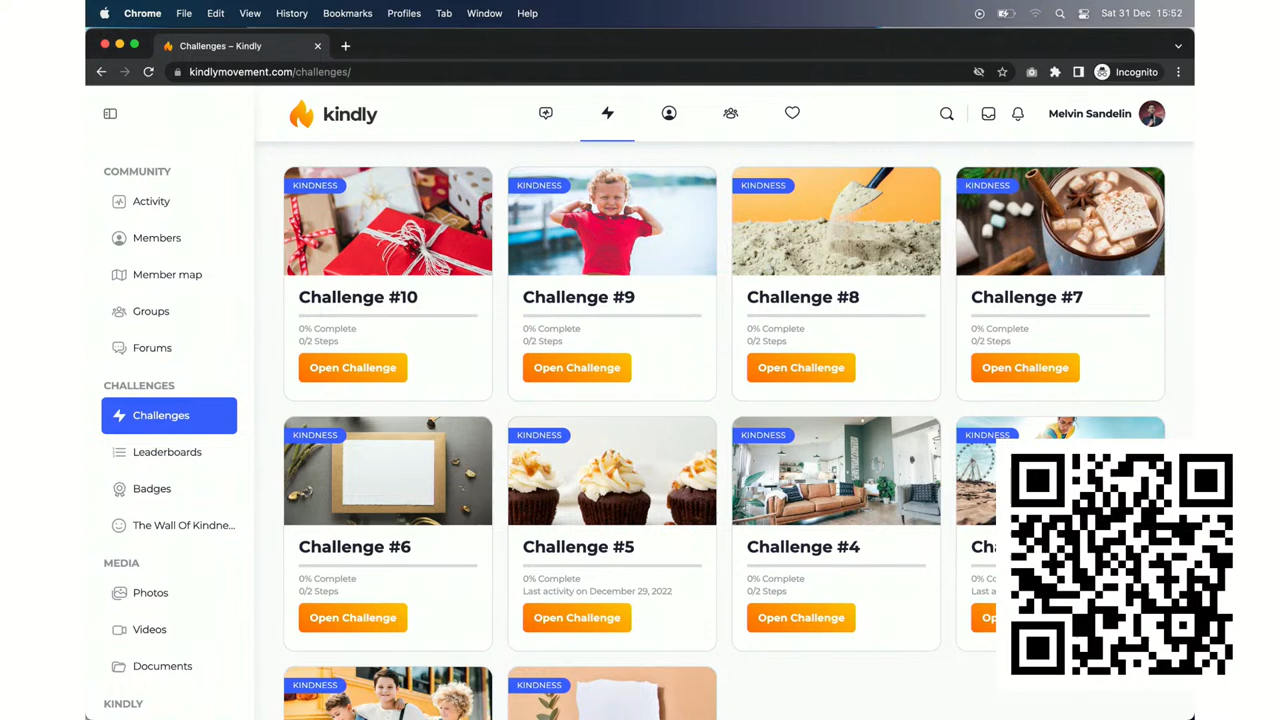 Chrome File Edit View History Bookmarks Profiles Tab Window Help Sat 31 Dec 15:52
Challenges – Kindly
kindlymovement.com/challenges/ Incognito
kindly Melvin Sandelin
COMMUNITY
Activity
Members
Member map
Groups
Forums
CHALLENGES
Challenges
Leaderboards
Badges
The Wall Of Kindne...
MEDIA
Photos
Videos
Documents
KINDLY
KINDNESS
Challenge #10
0% Complete
0/2 Steps
Open Challenge
KINDNESS
Challenge #9
0% Complete
0/2 Steps
Open Challenge
KINDNESS
Challenge #8
0% Complete
0/2 Steps
Open Challenge
KINDNESS
Challenge #7
0% Complete
0/2 Steps
Open Challenge
KINDNESS
Challenge #6
0% Complete
0/2 Steps
Open Challenge
KINDNESS
Challenge #5
0% Complete
Last activity on December 29, 2022
Open Challenge
KINDNESS
Challenge #4
0% Complete
0/2 Steps
Open Challenge
KINDNESS
KINDNESS
KINDNESS